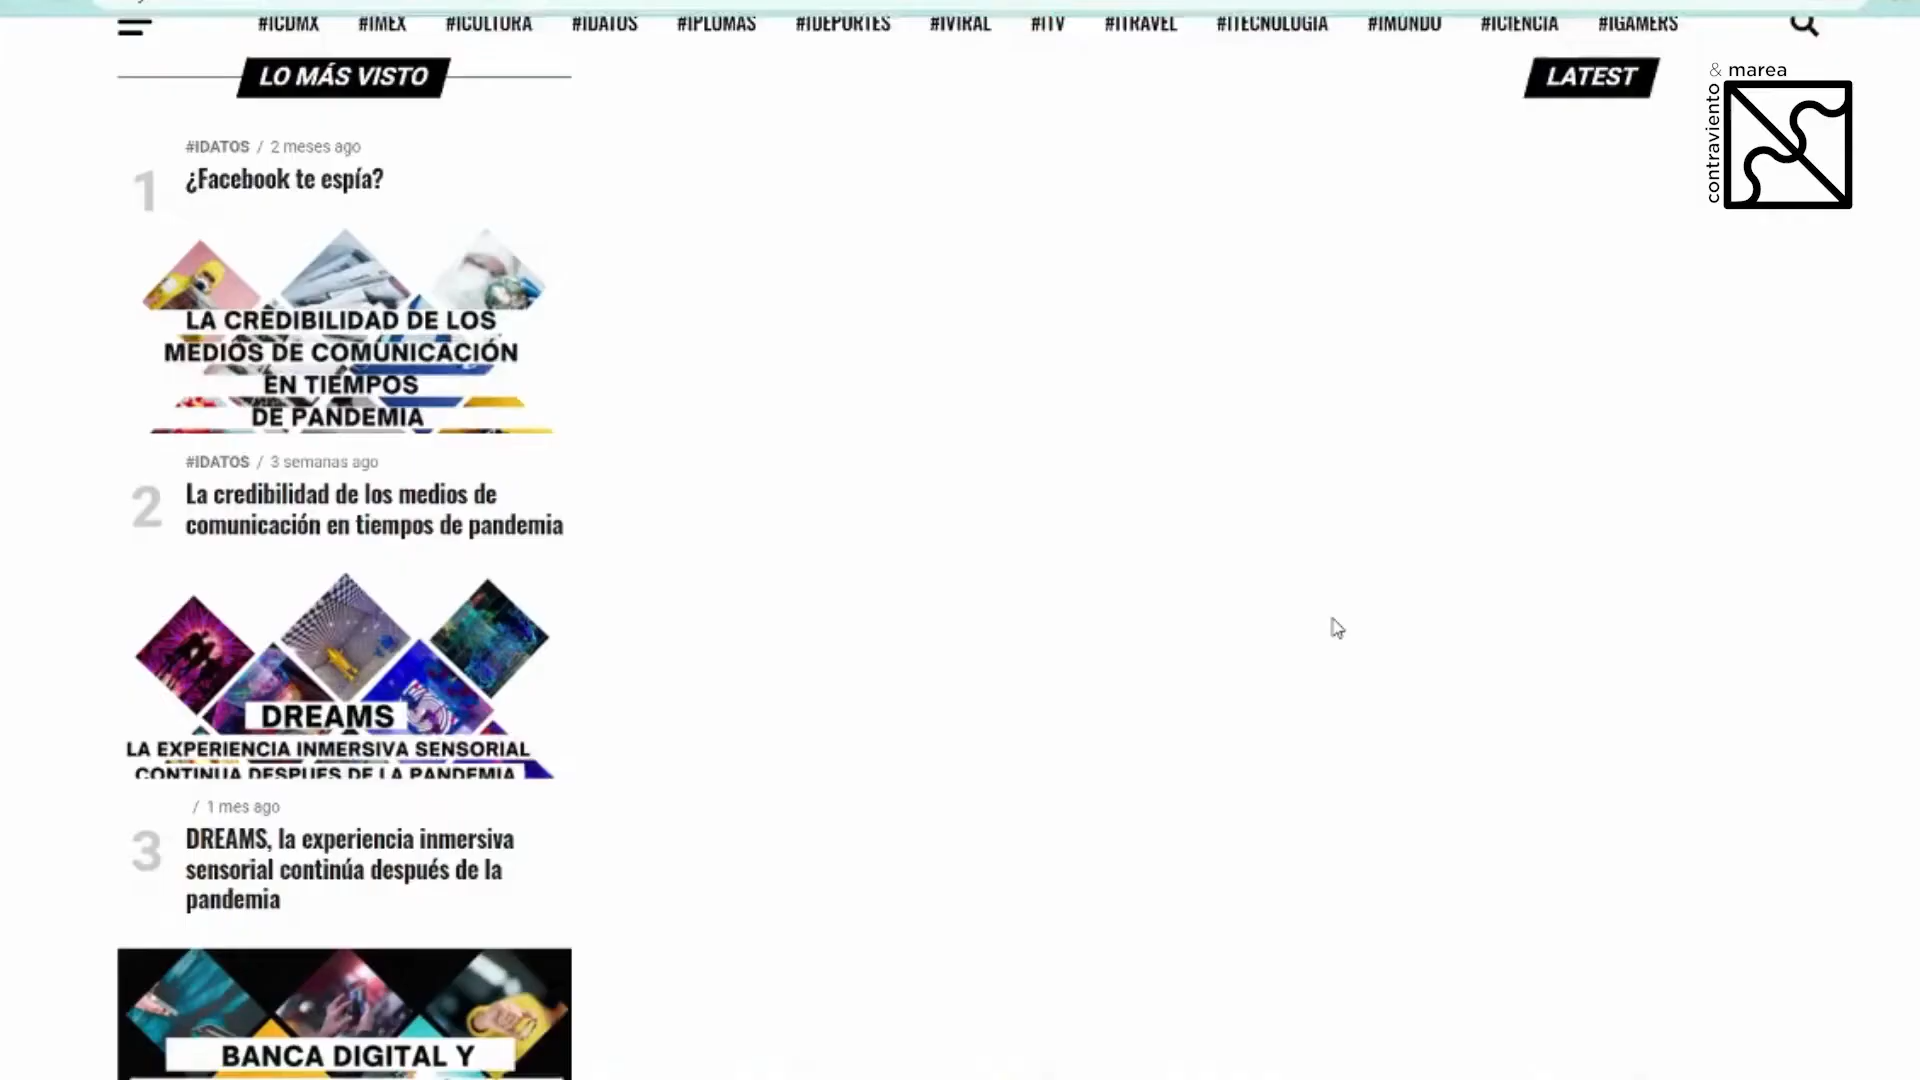 #ICDMX #IMEX #ICULTURA #IDATOS #IPLUMAS #IDEPORTES #IVIRAL #ITV #ITRAVEL #ITECNOLOGÍA #IMUNDO #ICIENCIA #IGAMERS
LO MÁS VISTO
LATEST
& marea
contraviento
#IDATOS / 2 meses ago
1
¿Facebook te espía?
LA CREDIBILIDAD DE LOS
MEDIOS DE COMUNICACIÓN
EN TIEMPOS
DE PANDEMIA
#IDATOS / 3 semanas ago
2
La credibilidad de los medios de
comunicación en tiempos de pandemia
DREAMS
LA EXPERIENCIA INMERSIVA SENSORIAL
CONTINUA DESPUES DE LA PANDEMIA
/ 1 mes ago
3
DREAMS, la experiencia inmersiva
sensorial continúa después de la
pandemia
BANCA DIGITAL Y